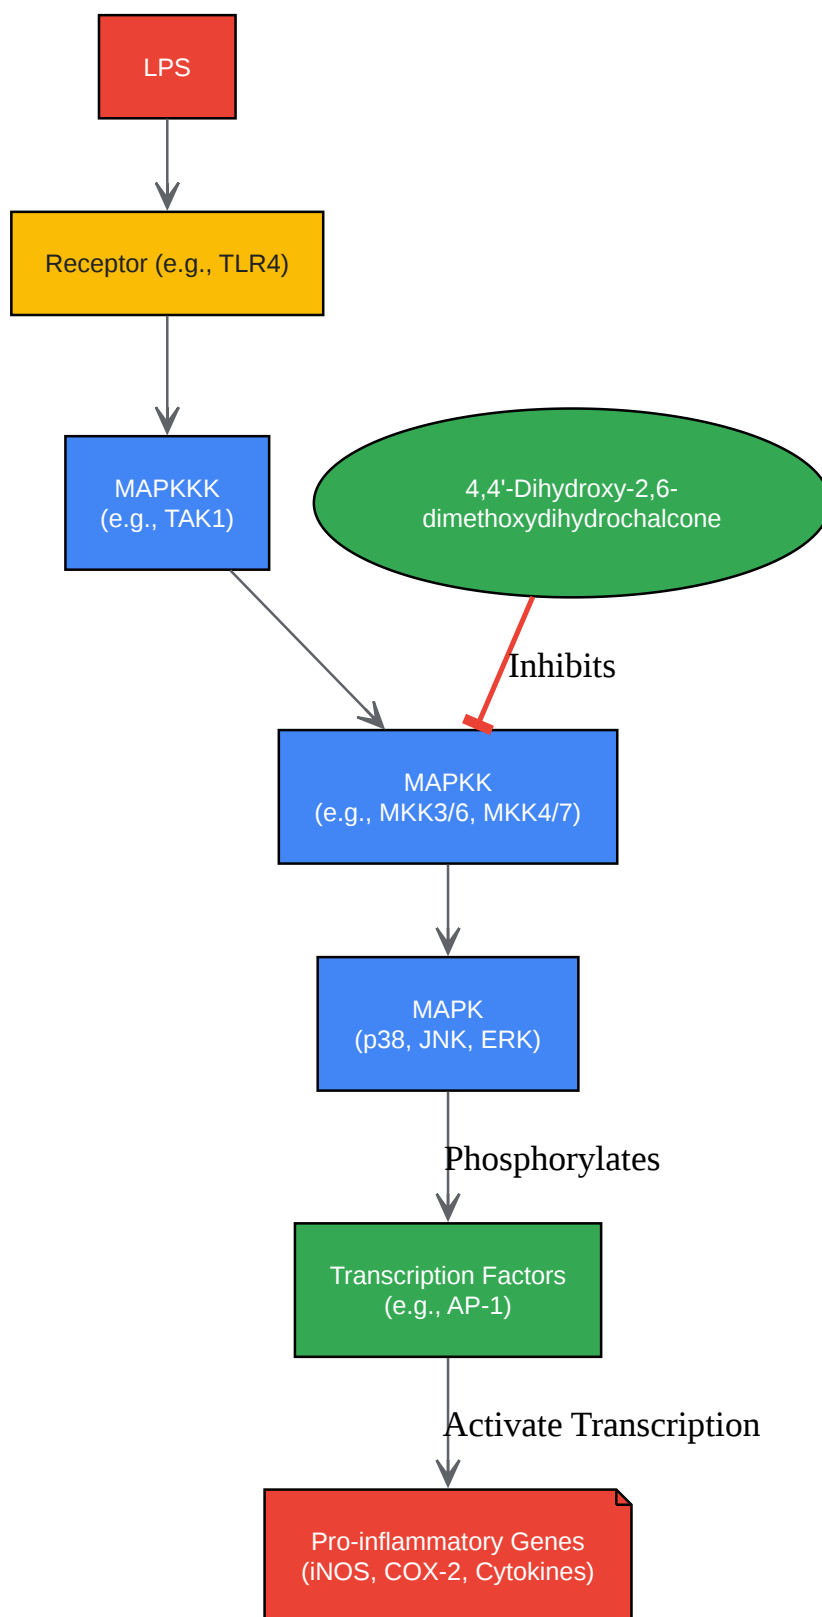 LPS
Receptor (e.g., TLR4)
MAPKKK
(e.g., TAK1)
4,4'-Dihydroxy-2,6-
dimethoxydihydrochalcone
Inhibits
MAPKK
(e.g., MKK3/6, MKK4/7)
MAPK
(p38, JNK, ERK)
Phosphorylates
Transcription Factors
(e.g., AP-1)
Activate Transcription
Pro-inflammatory Genes
(iNOS, COX-2, Cytokines)